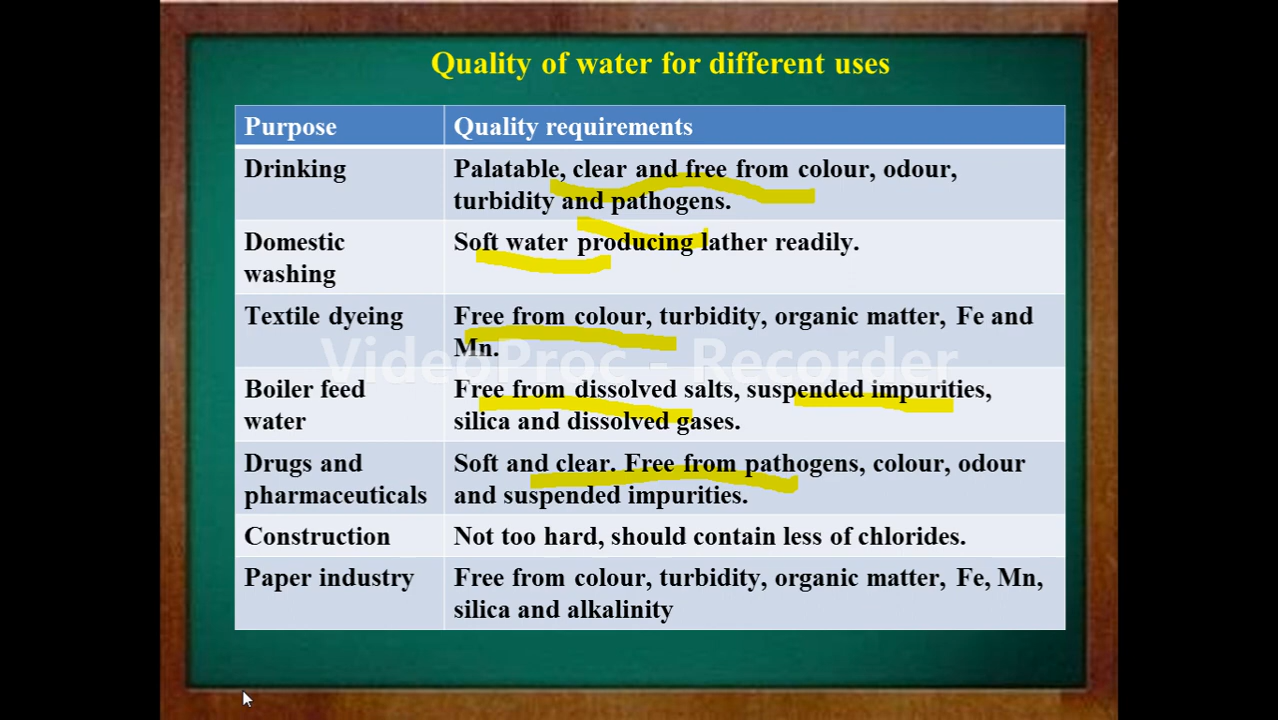 Quality of water for different uses
Purpose
Quality requirements
Drinking
Palatable, clear and free from colour, odour,
turbidity and pathogens.
Domestic
washing
Soft water producing lather readily.
Textile dyeing
Free from colour, turbidity, organic matter, Fe and
Mn.
VideoProc - Recorder
Boiler feed
water
Free from dissolved salts, suspended impurities,
silica and dissolved gases.
Drugs and
pharmaceuticals
Soft and clear. Free from pathogens, colour, odour
and suspended impurities.
Construction
Not too hard, should contain less of chlorides.
Paper industry
Free from colour, turbidity, organic matter, Fe, Mn,
silica and alkalinity